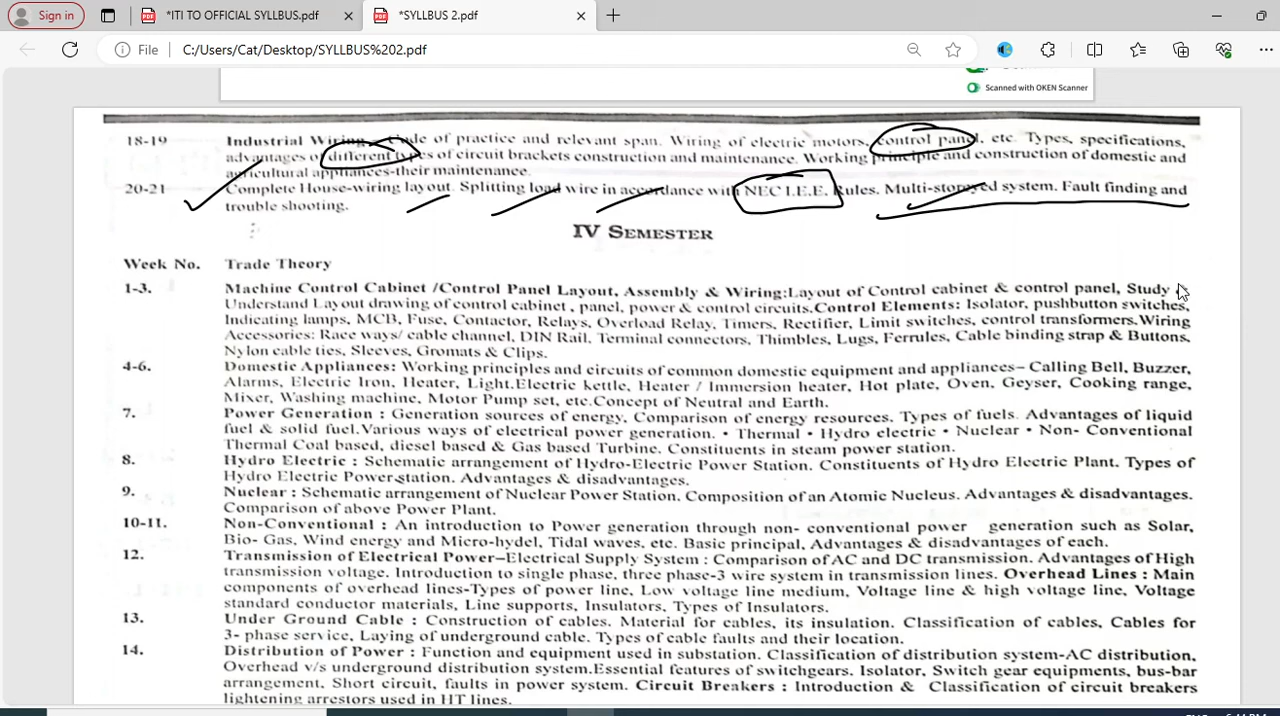 Sign in
*ITI TO OFFICIAL SYLLBUS.pdf
*SYLLBUS 2.pdf
File
C:/Users/Cat/Desktop/SYLLBUS%202.pdf
Scanned with OKEN Scanner
18-19 Industrial Wiring of practice and relevant span. Wiring of electric motors, control panel, etc. Types, specifications,
advantages of different types of circuit brackets construction and maintenance. Working principle and construction of domestic and
agricultural appliances-their maintenance.
20-21 Complete House-wiring layout. Splitting load wire in accordance with NEC I.E.E. Rules. Multi-storeyed system. Fault finding and
trouble shooting.
IV SEMESTER
Week No. Trade Theory
1-3. Machine Control Cabinet /Control Panel Layout, Assembly & Wiring:Layout of Control cabinet & control panel, Study
Understand Layout drawing of control cabinet , panel, power & control circuits.Control Elements: Isolator, pushbutton switches,
Indicating lamps, MCB, Fuse, Contactor, Relays, Overload Relay, Timers, Rectifier, Limit switches, control transformers.Wiring
Accessories: Race ways/ cable channel, DIN Rail, Terminal connectors, Thimbles, Lugs, Ferrules, Cable binding strap & Buttons,
Nylon cable ties, Sleeves, Gromats & Clips.
4-6. Domestic Appliances: Working principles and circuits of common domestic equipment and appliances– Calling Bell, Buzzer,
Alarms, Electric Iron, Heater, Light.Electric kettle, Heater / Immersion heater, Hot plate, Oven, Geyser, Cooking range,
Mixer, Washing machine, Motor Pump set, etc.Concept of Neutral and Earth.
7. Power Generation : Generation sources of energy, Comparison of energy resources. Types of fuels. Advantages of liquid
fuel & solid fuel.Various ways of electrical power generation. • Thermal • Hydro electric • Nuclear • Non- Conventional
Thermal Coal based, diesel based & Gas based Turbine. Constituents in steam power station.
8. Hydro Electric : Schematic arrangement of Hydro-Electric Power Station. Constituents of Hydro Electric Plant. Types of
Hydro Electric Power station. Advantages & disadvantages.
9. Nuclear : Schematic arrangement of Nuclear Power Station. Composition of an Atomic Nucleus. Advantages & disadvantages.
Comparison of above Power Plant.
10-11. Non-Conventional : An introduction to Power generation through non- conventional power generation such as Solar,
Bio- Gas, Wind energy and Micro-hydel, Tidal waves, etc. Basic principal, Advantages & disadvantages of each.
12. Transmission of Electrical Power–Electrical Supply System : Comparison of AC and DC transmission. Advantages of High
transmission voltage. Introduction to single phase, three phase-3 wire system in transmission lines. Overhead Lines : Main
components of overhead lines-Types of power line, Low voltage line medium, Voltage line & high voltage line, Voltage
standard conductor materials, Line supports, Insulators, Types of Insulators.
13. Under Ground Cable : Construction of cables. Material for cables, its insulation. Classification of cables, Cables for
3- phase service, Laying of underground cable. Types of cable faults and their location.
14. Distribution of Power : Function and equipment used in substation. Classification of distribution system-AC distribution,
Overhead v/s underground distribution system.Essential features of switchgears. Isolator, Switch gear equipments, bus-bar
arrangement, Short circuit, faults in power system. Circuit Breakers : Introduction & Classification of circuit breakers
lightening arrestors used in HT lines.